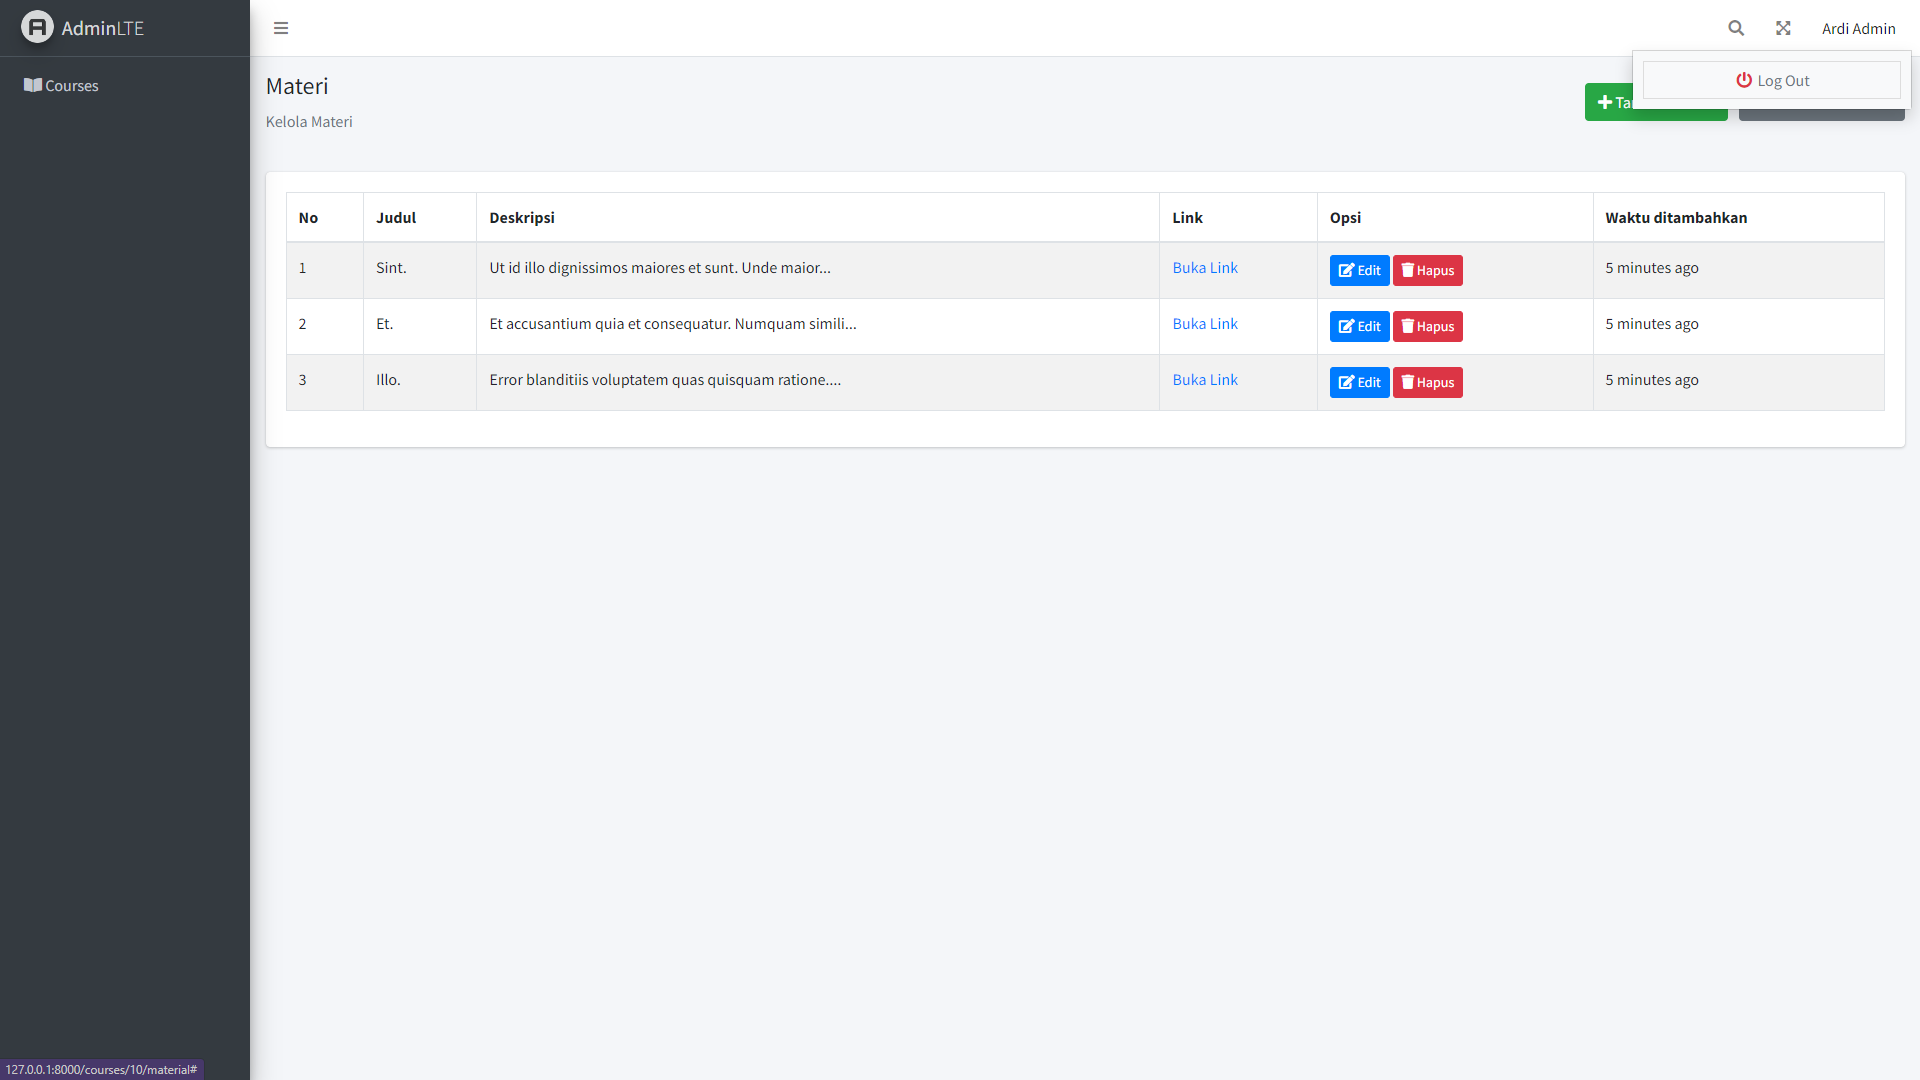 AdminLTE
Ardi Admin
Courses
Log Out
Materi
Kelola Materi
No Judul Deskripsi Link Opsi Waktu ditambahkan
1 Sint. Ut id illo dignissimos maiores et sunt. Unde maior... Buka Link Edit Hapus 5 minutes ago
2 Et. Et accusantium quia et consequatur. Numquam simili... Buka Link Edit Hapus 5 minutes ago
3 Illo. Error blanditiis voluptatem quas quisquam ratione.... Buka Link Edit Hapus 5 minutes ago
127.0.0.1:8000/courses/10/material#